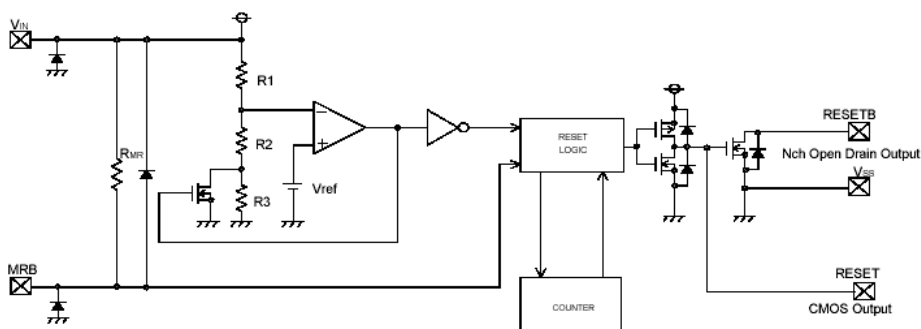 VIN
R1
R2
R3
RMR
Vref
RESET
LOGIC
COUNTER
RESETB
Nch Open Drain Output
VSS
MRB
RESET
CMOS Output